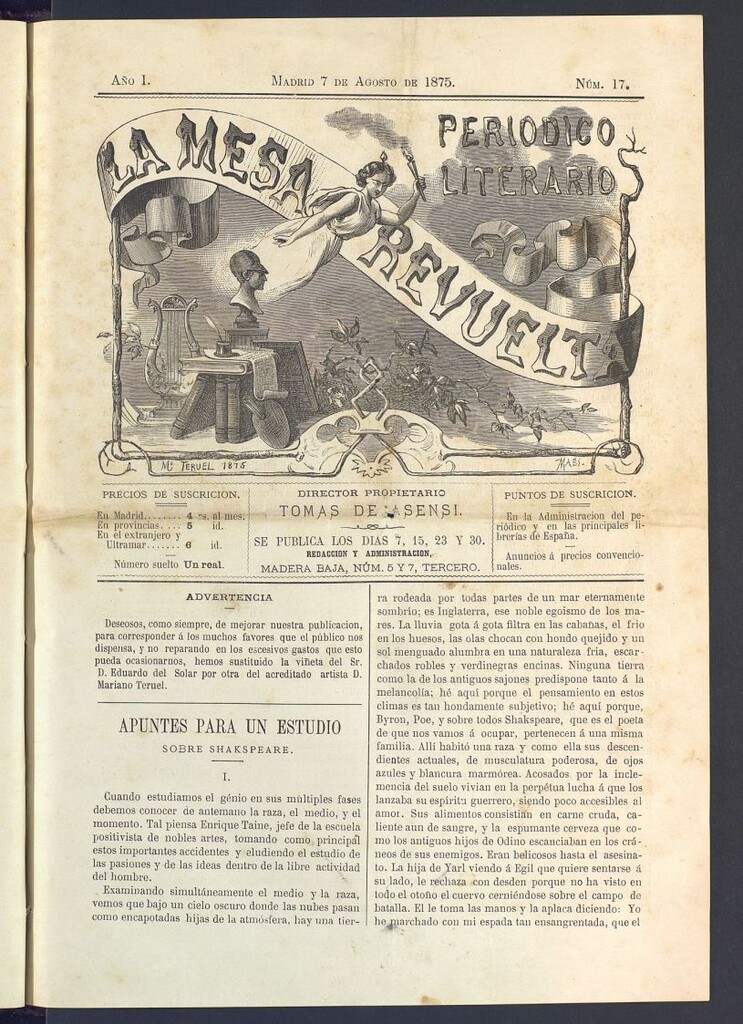 AÑO I.
MADRID 7 DE AGOSTO DE 1875.
NÚM. 17.
LA MESA REVUELTA
PERIODICO
LITERARIO
Mº TERUEL 1875
PRECIOS DE SUSCRICION.
En Madrid........ 4 rs. al mes.
En provincias.... 5 id.
En el extranjero y
Ultramar....... 6 id.
Número suelto Un real.
DIRECTOR PROPIETARIO
TOMAS DE ASENSI.
SE PUBLICA LOS DIAS 7, 15, 23 Y 30.
REDACCION Y ADMINISTRACION,
MADERA BAJA, NÚM. 5 Y 7, TERCERO.
PUNTOS DE SUSCRICION.
En la Administracion del pe-
riódico y en las principales li-
brerías de España.
Anuncios á precios convencio-
nales.
ADVERTENCIA
Deseosos, como siempre, de mejorar nuestra publicacion,
para corresponder á los muchos favores que el público nos
dispensa, y no reparando en los escesivos gastos que esto
pueda ocasionarnos, hemos sustituido la viñeta del Sr.
D. Eduardo del Solar por otra del acreditado artista D.
Mariano Teruel.
APUNTES PARA UN ESTUDIO
SOBRE SHAKSPEARE.
I.
Cuando estudiamos el génio en sus múltiples fases
debemos conocer de antemano la raza, el medio, y el
momento. Tal piensa Enrique Taine, jefe de la escuela
positivista de nobles artes, tomando como principal
estos importantes accidentes y eludiendo el estudio de
las pasiones y de las ideas dentro de la libre actividad
del hombre.
Examinando simultáneamente el medio y la raza,
vemos que bajo un cielo oscuro donde las nubes pasan
como encapotadas hijas de la atmósfera, hay una tier-
ra rodeada por todas partes de un mar eternamente
sombrío; es Inglaterra, ese noble egoismo de los ma-
res. La lluvia gota á gota filtra en las cabañas, el frio
en los huesos, las olas chocan con hondo quejido y un
sol menguado alumbra en una naturaleza fria, escar-
chados robles y verdinegras encinas. Ninguna tierra
como la de los antiguos sajones predispone tanto á la
melancolía; hé aquí porque el pensamiento en estos
climas es tan hondamente subjetivo; hé aquí porque,
Byron, Poe, y sobre todos Shakspeare, que es el poeta
de que nos vamos á ocupar, pertenecen á una misma
familia. Allí habitó una raza y como ella sus descen-
dientes actuales, de musculatura poderosa, de ojos
azules y blancura marmórea. Acosados por la incle-
mencia del suelo vivian en la perpétua lucha á que los
lanzaba su espíritu guerrero, siendo poco accesibles al
amor. Sus alimentos consistian en carne cruda, ca-
liente aun de sangre, y la espumante cerveza que co-
mo los antiguos hijos de Odino escanciaban en los crá-
neos de sus enemigos. Eran belicosos hasta el asesina-
to. La hija de Yarl viendo á Egil que quiere sentarse á
su lado, le rechaza con desden porque no ha visto en
todo el otoño el cuervo cerniéndose sobre el campo de
batalla. El le toma las manos y la aplaca diciendo: Yo
he marchado con mi espada tan ensangrentada, que el